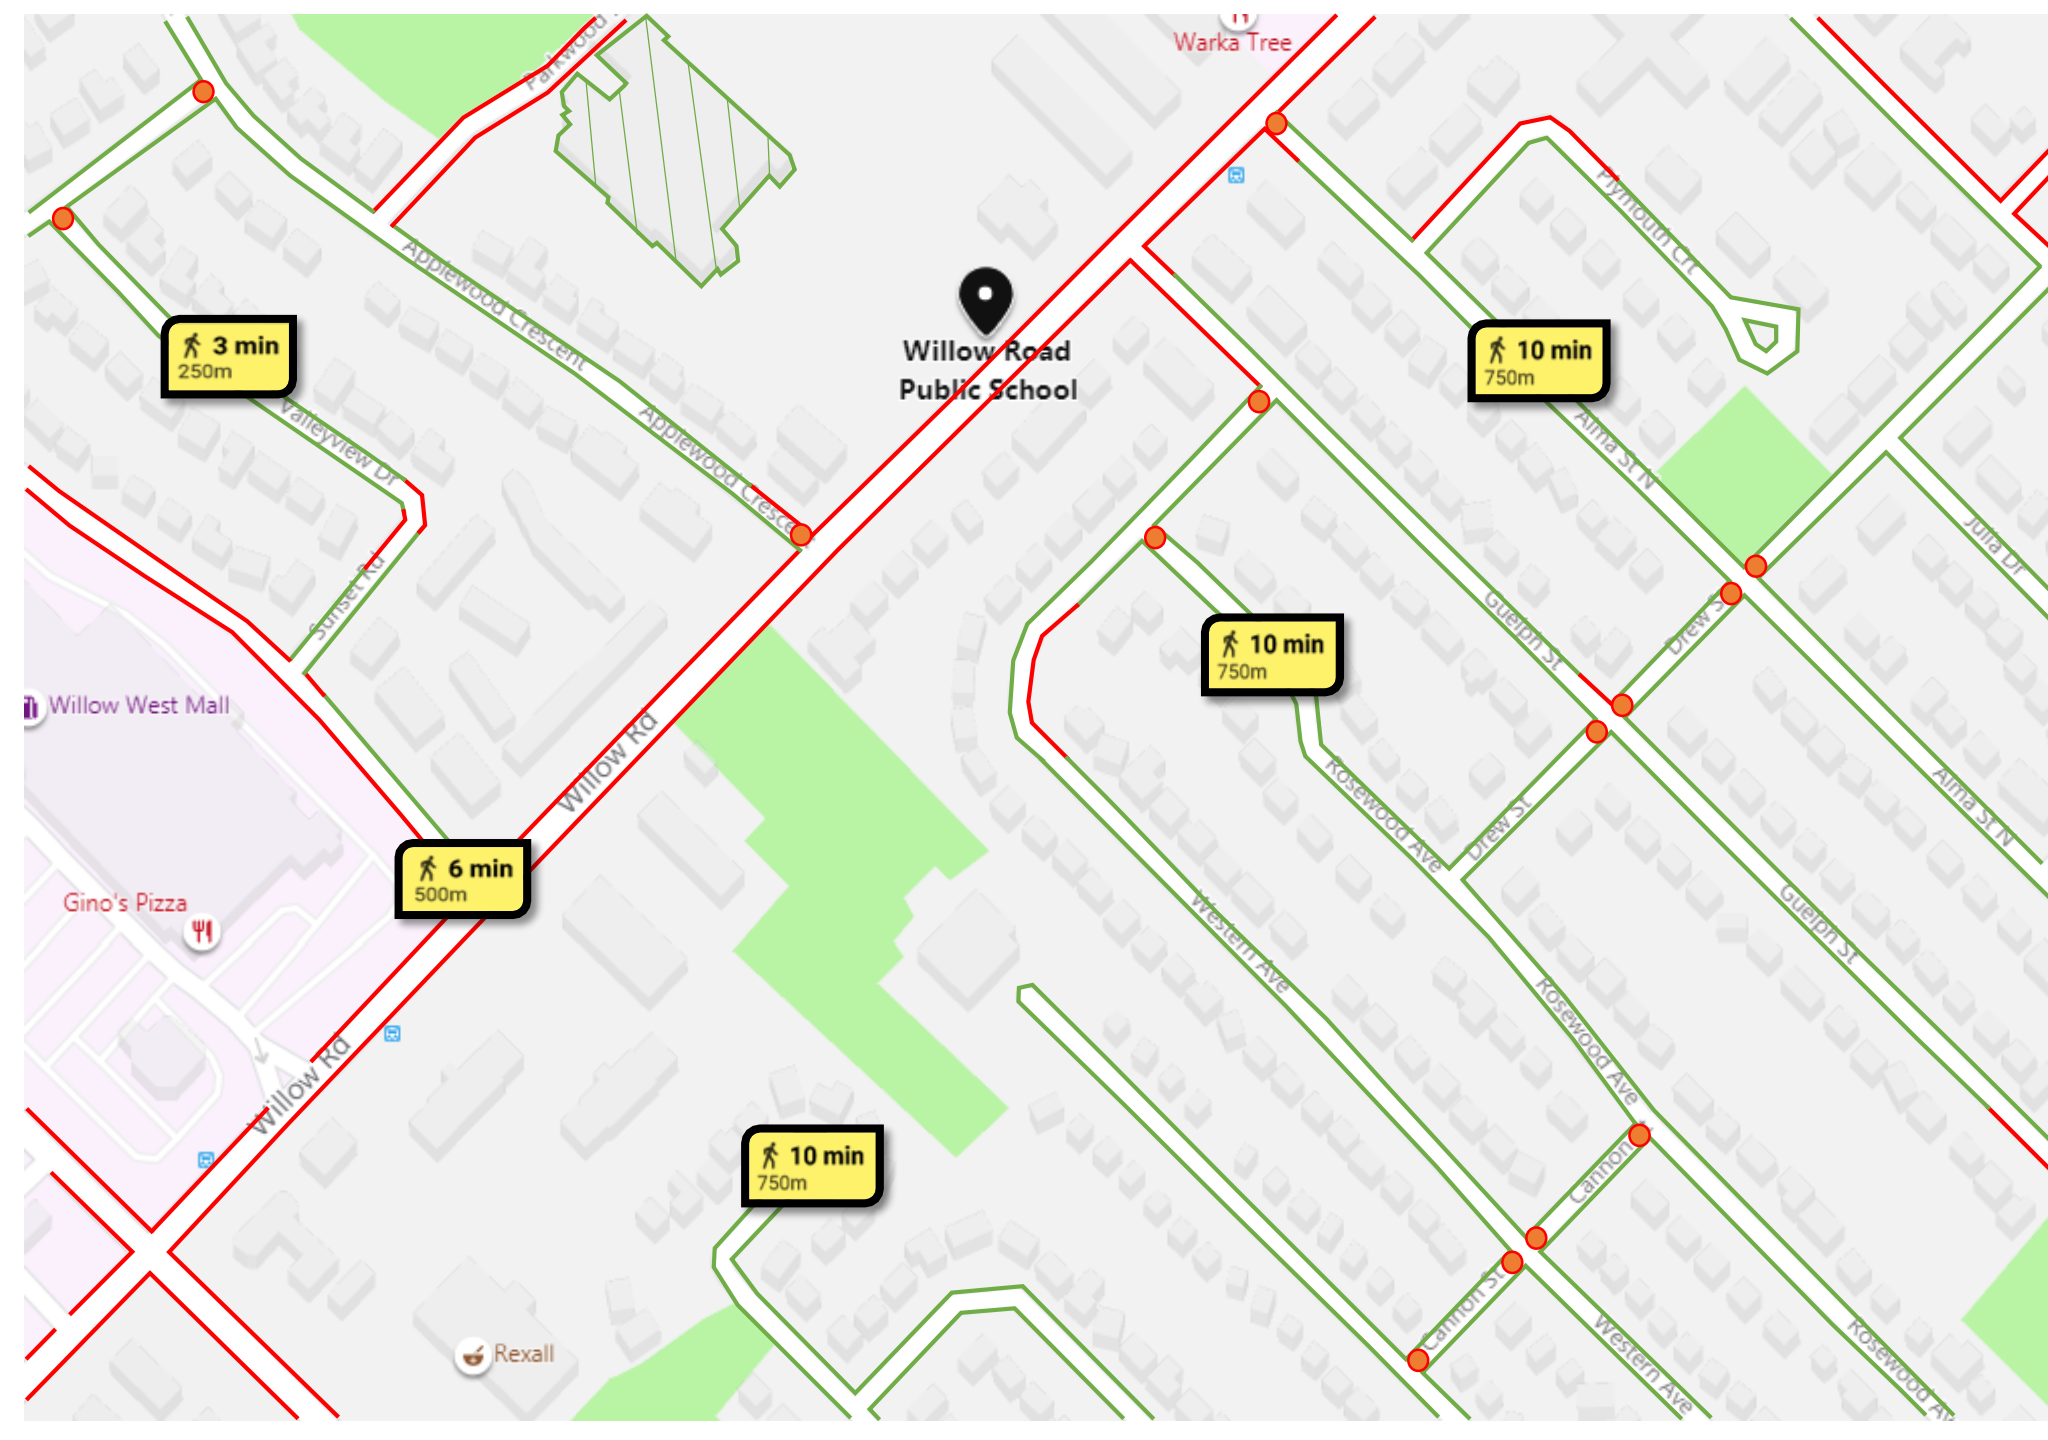 Parkwood
Warka Tree
Plymouth Crt
Applewood Crescent
Willow Road
Public School
3 min
250m
10 min
750m
Valleyview Dr
Applewood Cresce
Alma St N
Julia Dr
Sunset Rd
Guelph St
Drew S
10 min
750m
Willow West Mall
Willow Rd
Rosewood Ave
Drew St
Alma St N
6 min
500m
Gino's Pizza
Western Ave
Guelph St
Rosewood Ave
Willow Rd
10 min
750m
Cannon
Cannon St
Rexall
Western Ave
Rosewood Av